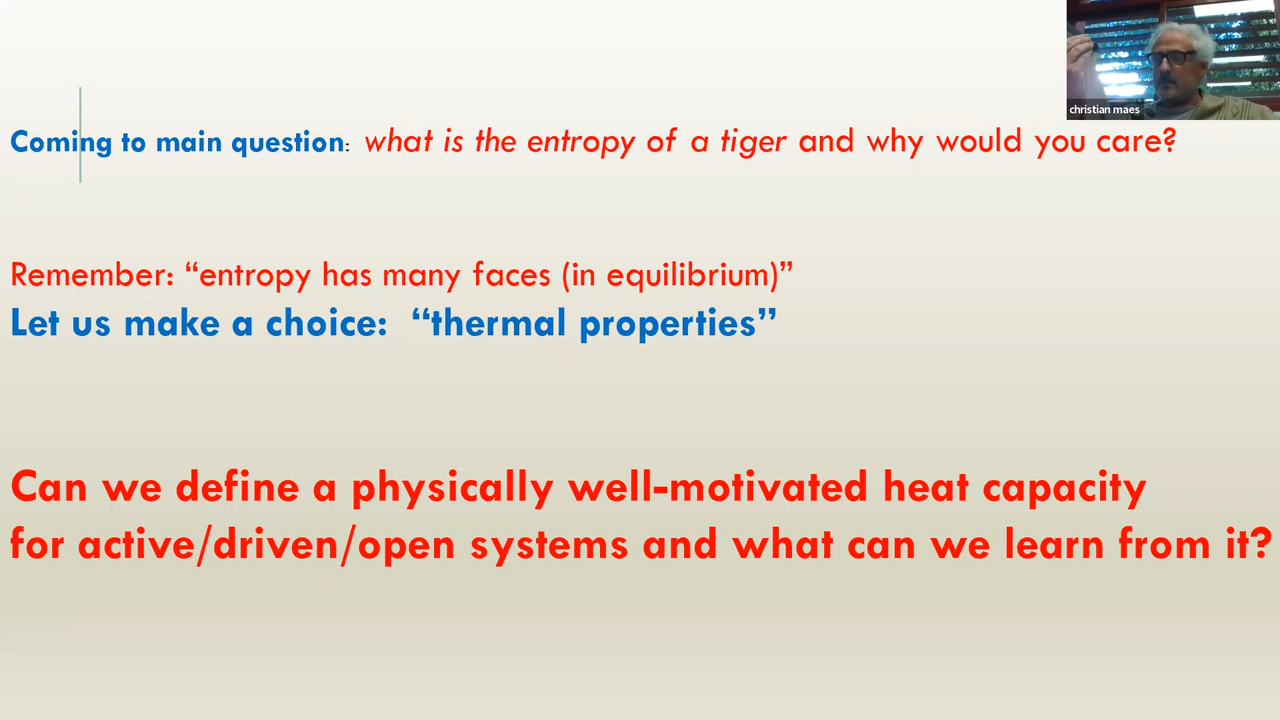 christian maes
Coming to main question: what is the entropy of a tiger and why would you care?
Remember: “entropy has many faces (in equilibrium)”
Let us make a choice: “thermal properties”
Can we define a physically well-motivated heat capacity
for active/driven/open systems and what can we learn from it?